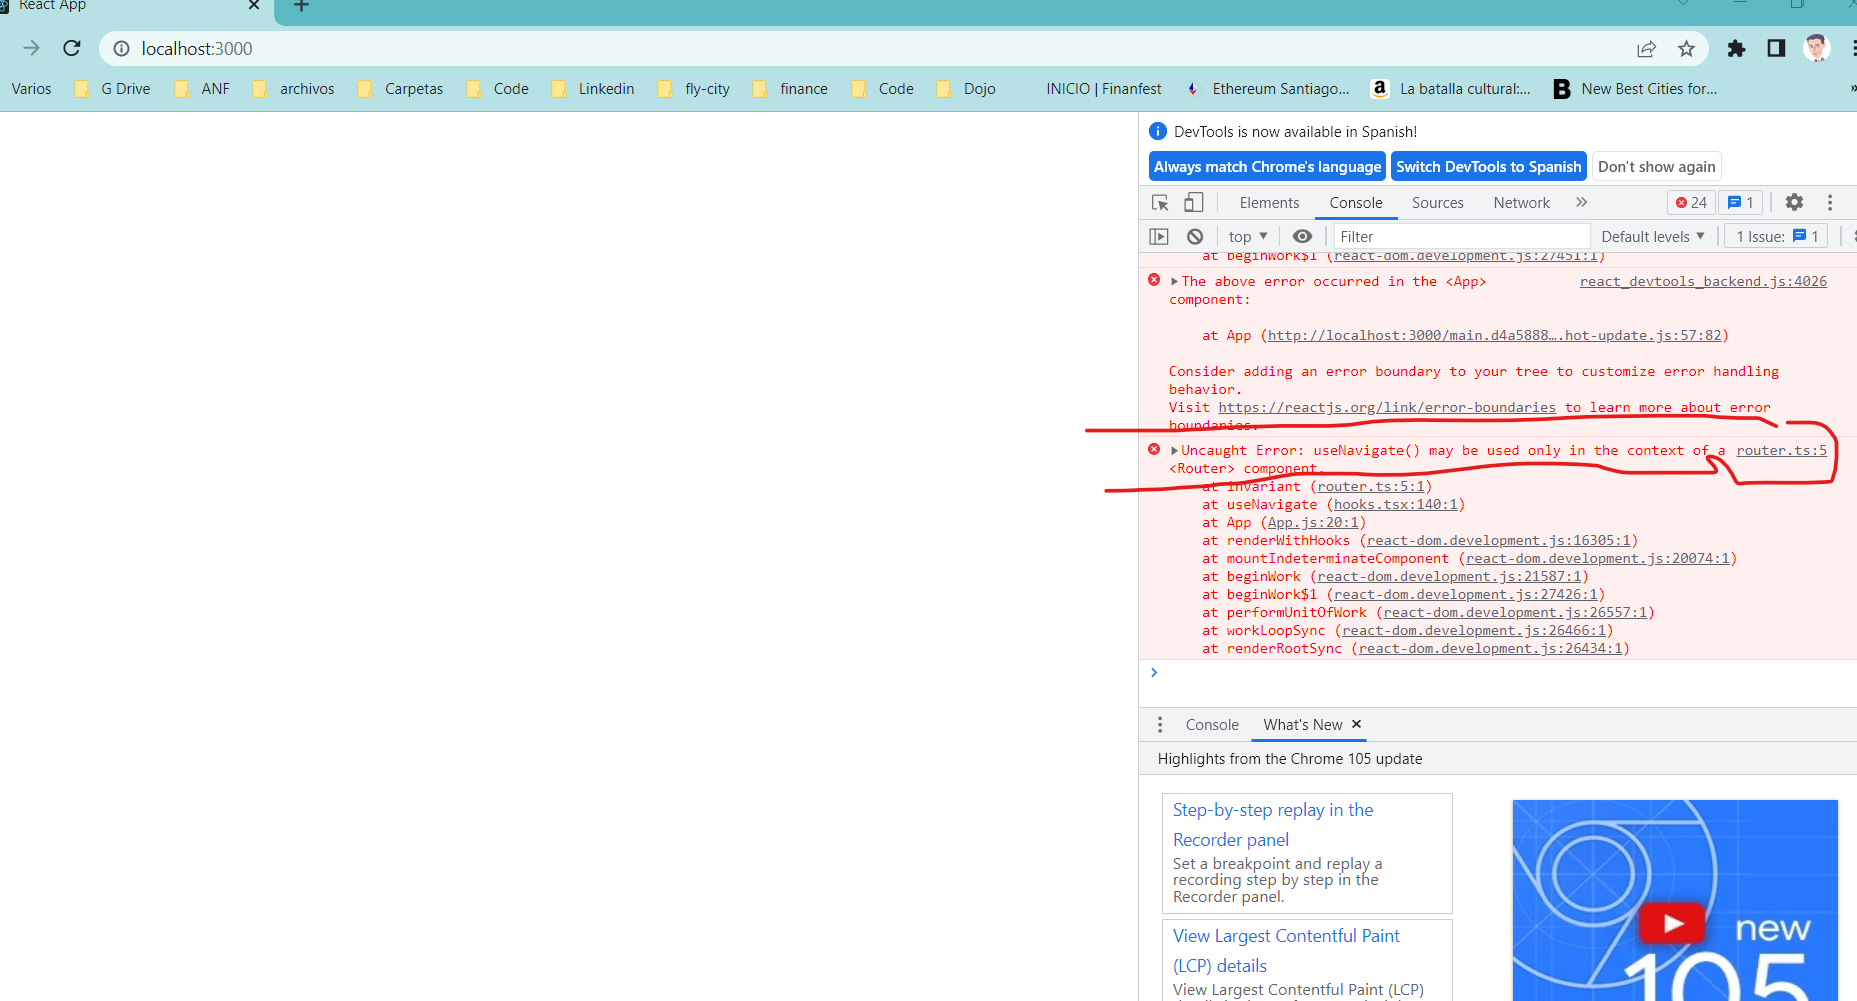 React App
localhost:3000
Varios G Drive ANF archivos Carpetas Code Linkedin fly-city finance Code Dojo INICIO | Finanfest Ethereum Santiago... La batalla cultural:... New Best Cities for... »
DevTools is now available in Spanish!
Always match Chrome's language Switch DevTools to Spanish Don't show again
Elements Console Sources Network » 24 1
top Filter Default levels 1 Issue: 1
at beginWork$1 (react-dom.development.js:27451:1)
The above error occurred in the <App> react_devtools_backend.js:4026
component:
at App (http://localhost:3000/main.d4a5888….hot-update.js:57:82)
Consider adding an error boundary to your tree to customize error handling
behavior.
Visit https://reactjs.org/link/error-boundaries to learn more about error
boundaries.
Uncaught Error: useNavigate() may be used only in the context of a router.ts:5
<Router> component.
at invariant (router.ts:5:1)
at useNavigate (hooks.tsx:140:1)
at App (App.js:20:1)
at renderWithHooks (react-dom.development.js:16305:1)
at mountIndeterminateComponent (react-dom.development.js:20074:1)
at beginWork (react-dom.development.js:21587:1)
at beginWork$1 (react-dom.development.js:27426:1)
at performUnitOfWork (react-dom.development.js:26557:1)
at workLoopSync (react-dom.development.js:26466:1)
at renderRootSync (react-dom.development.js:26434:1)
Console What's New
Highlights from the Chrome 105 update
Step-by-step replay in the
Recorder panel
Set a breakpoint and replay a
recording step by step in the
Recorder panel.
View Largest Contentful Paint
(LCP) details
View Largest Contentful Paint (LCP)
new
105